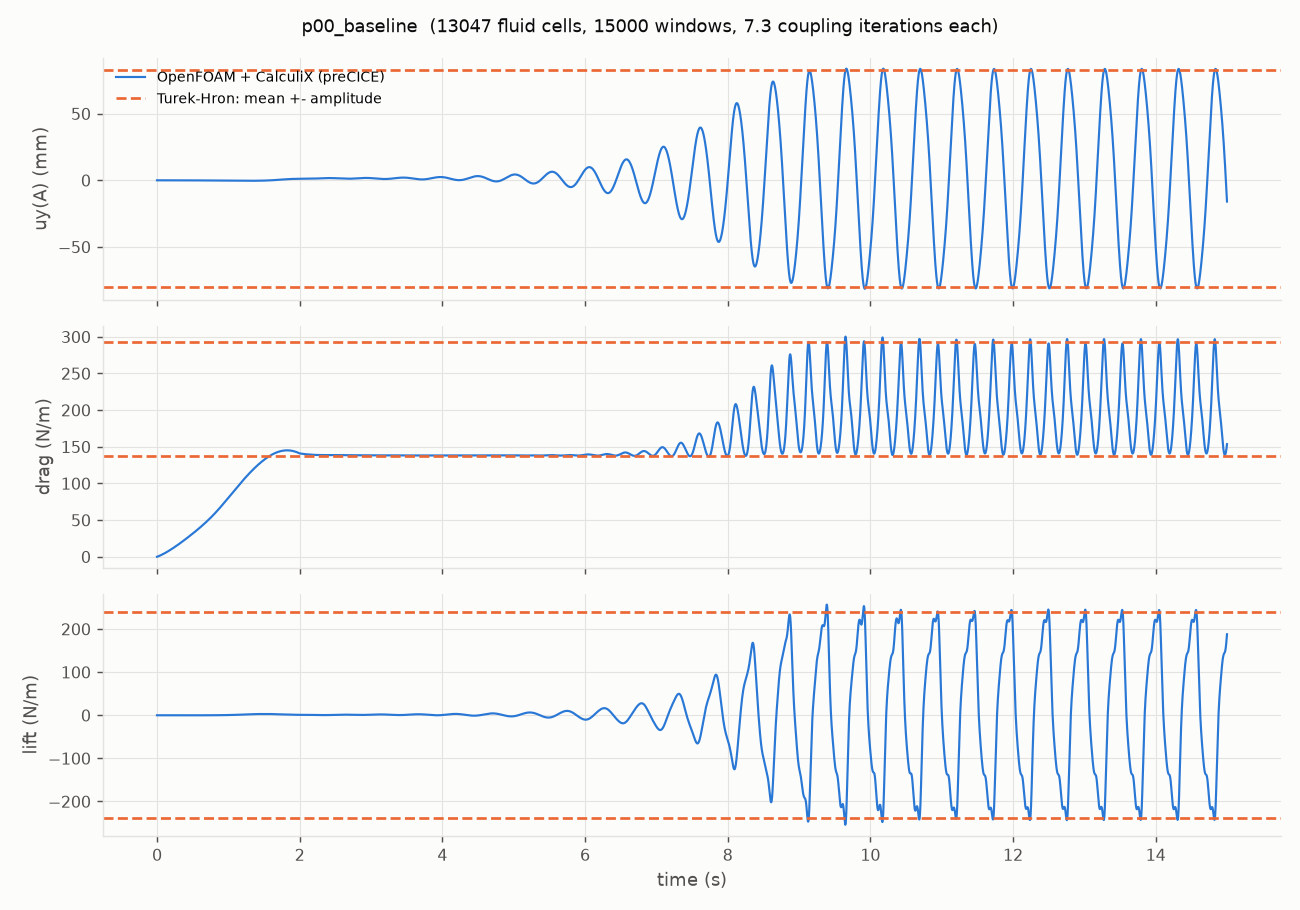 p00_baseline  (13047 fluid cells, 15000 windows, 7.3 coupling iterations each)
OpenFOAM + CalculiX (preCICE)
Turek-Hron: mean +- amplitude
uy(A) (mm)
50
0
−50
drag (N/m)
300
250
200
150
100
50
0
lift (N/m)
200
100
0
−100
−200
0 2 4 6 8 10 12 14
time (s)